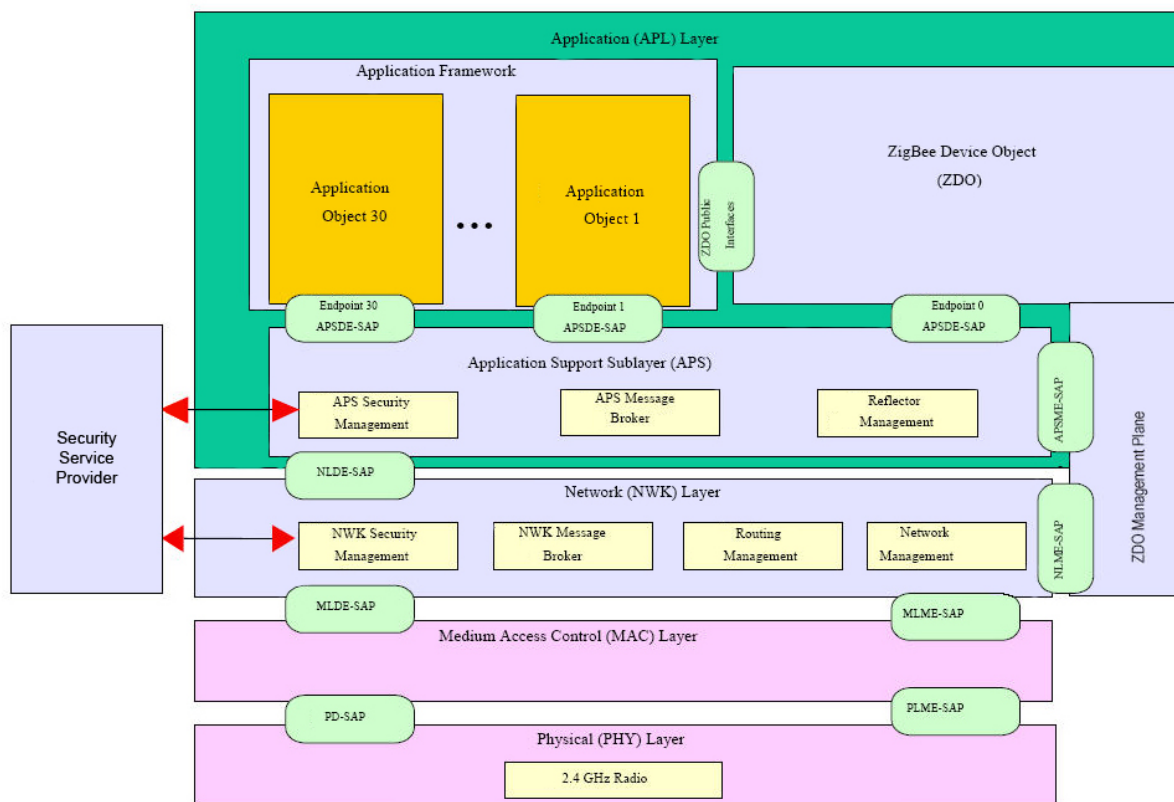 Application (APL) Layer
Application Framework
Application
Object 30
...
Application
Object 1
ZDO Public
Interfaces
ZigBee Device Object
(ZDO)
Endpoint 30
APSDE-SAP
Endpoint 1
APSDE-SAP
Endpoint 0
APSDE-SAP
Application Support Sublayer (APS)
APS Security
Management
APS Message
Broker
Reflector
Management
APSME-SAP
Security
Service
Provider
ZDO Management Plane
NLDE-SAP
Network (NWK) Layer
NWK Security
Management
NWK Message
Broker
Routing
Management
Network
Management
NLME-SAP
MLDE-SAP
MLME-SAP
Medium Access Control (MAC) Layer
PD-SAP
PLME-SAP
Physical (PHY) Layer
2.4 GHz Radio